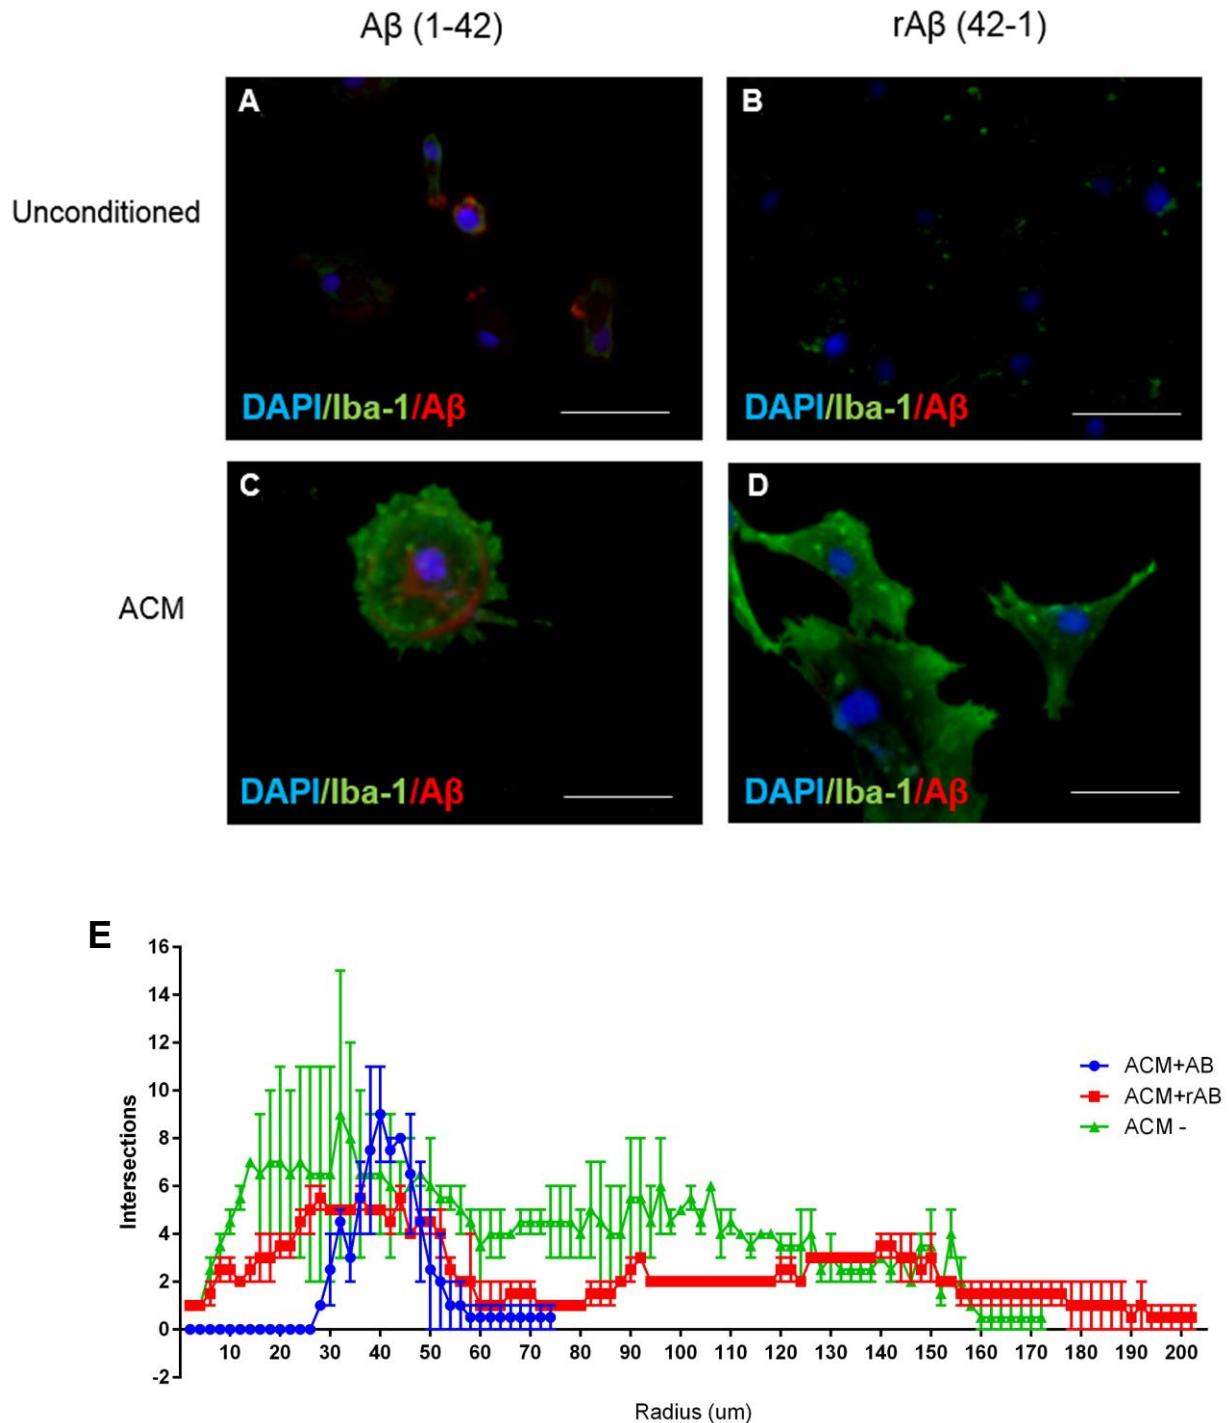 Aβ (1-42) rAβ (42-1)
A B
Unconditioned
DAPI/Iba-1/Aβ DAPI/Iba-1/Aβ
C D
ACM
DAPI/Iba-1/Aβ DAPI/Iba-1/Aβ
E
Intersections
16
14
12
10
8
6
4
2
0
-2
10 20 30 40 50 60 70 80 90 100 110 120 130 140 150 160 170 180 190 200
Radius (um)
ACM+AB
ACM+rAB
ACM -